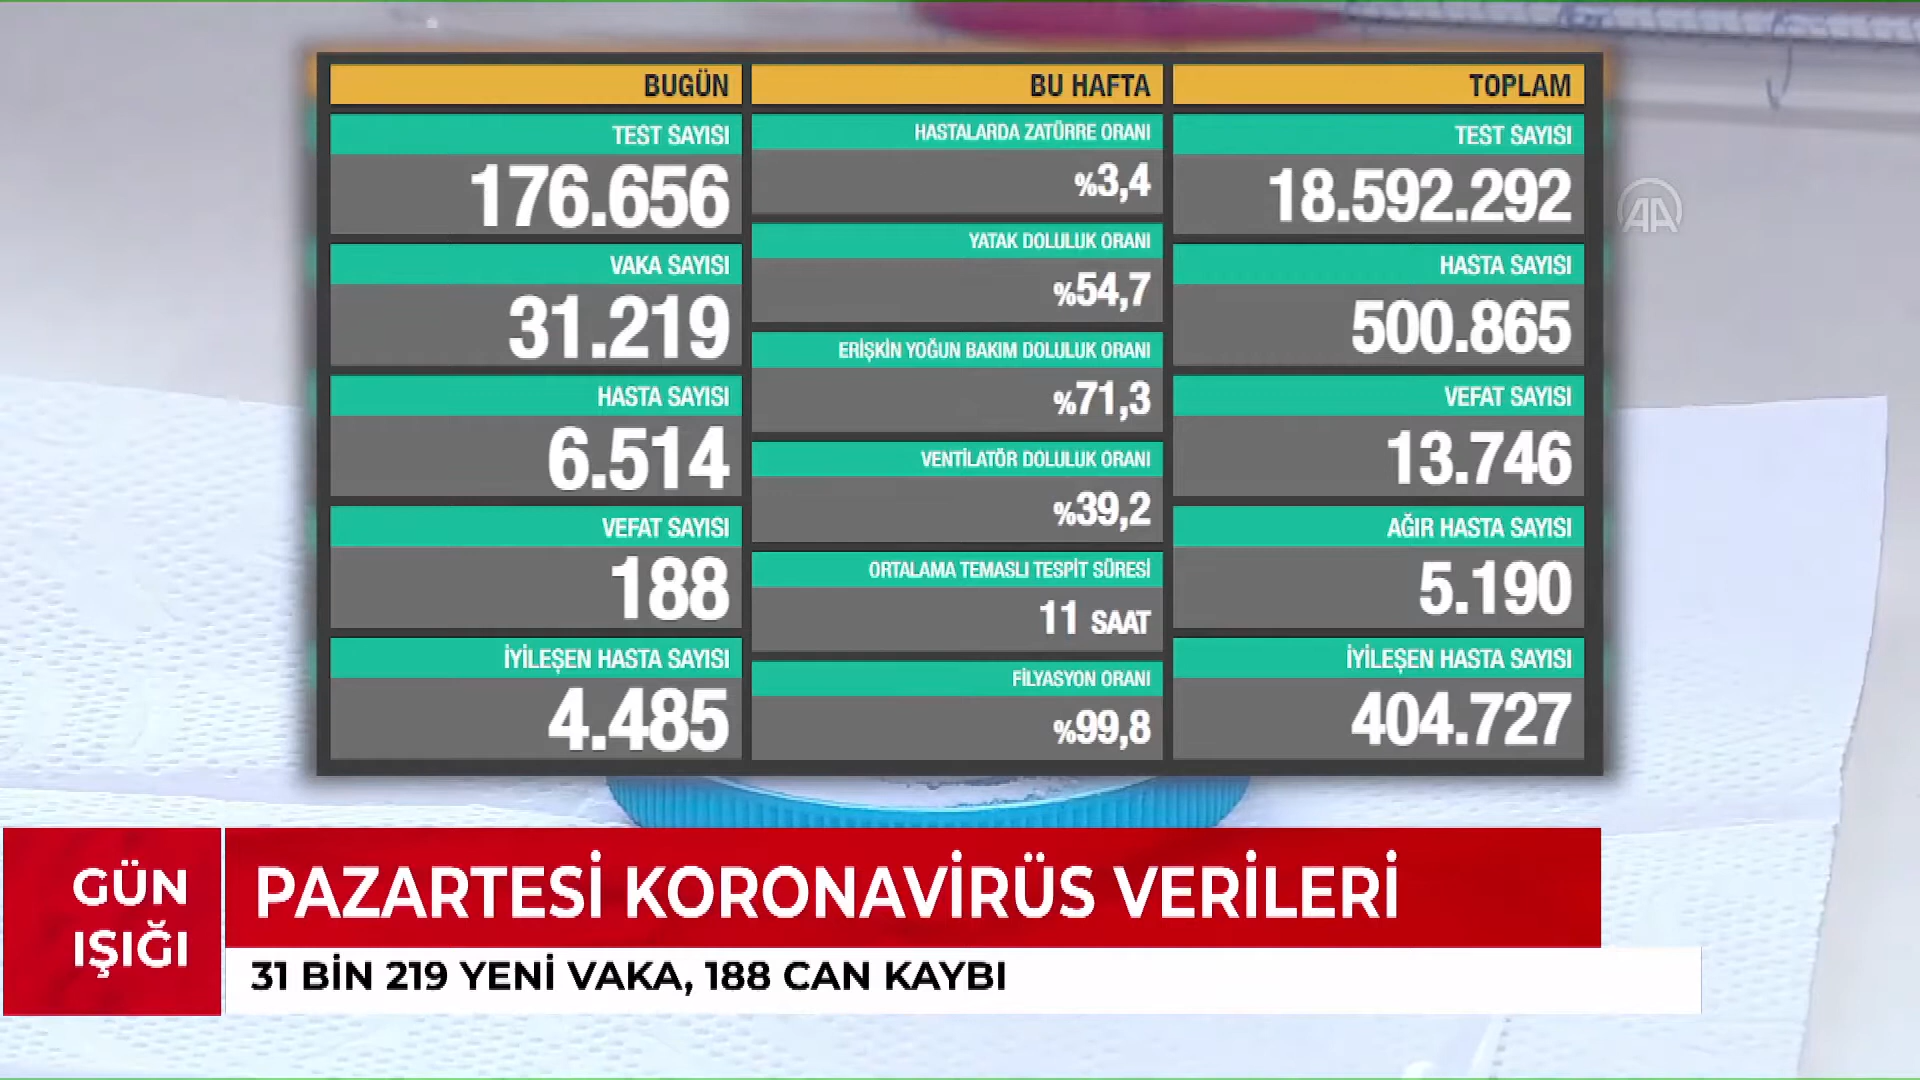 BUGÜN
TEST SAYISI
176.656
VAKA SAYISI
31.219
HASTA SAYISI
6.514
VEFAT SAYISI
188
İYİLEŞEN HASTA SAYISI
4.485
BU HAFTA
HASTALARDA ZATÜRRE ORANI
%3,4
YATAK DOLULUK ORANI
%54,7
ERİŞKİN YOĞUN BAKIM DOLULUK ORANI
%71,3
VENTİLATÖR DOLULUK ORANI
%39,2
ORTALAMA TEMASLI TESPİT SÜRESİ
11 SAAT
FİLYASYON ORANI
%99,8
TOPLAM
TEST SAYISI
18.592.292
HASTA SAYISI
500.865
VEFAT SAYISI
13.746
AĞIR HASTA SAYISI
5.190
İYİLEŞEN HASTA SAYISI
404.727
AA
GÜN
IŞIĞI
PAZARTESİ KORONAVİRÜS VERİLERİ
31 BİN 219 YENİ VAKA, 188 CAN KAYBI